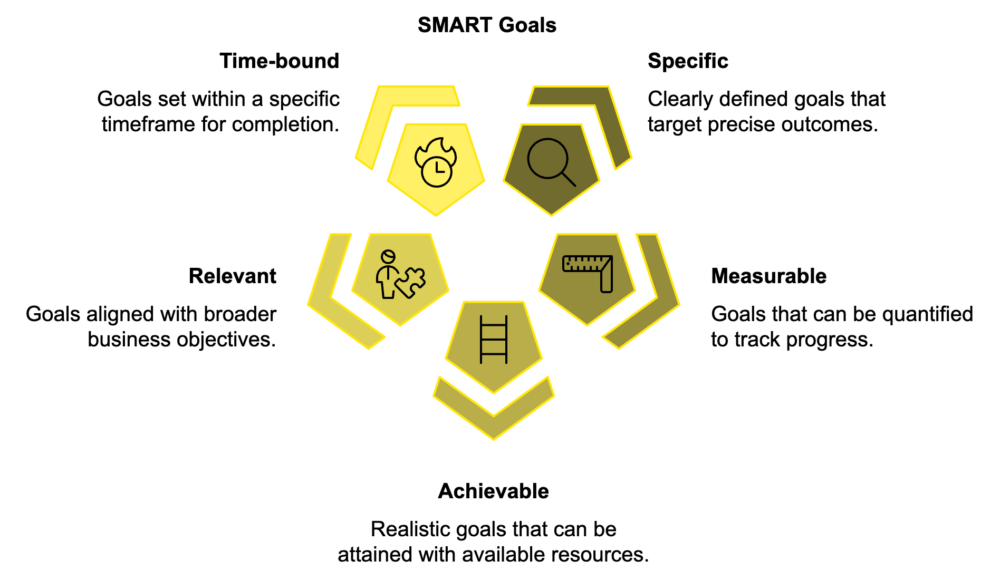 SMART Goals
Time-bound
Goals set within a specific
timeframe for completion.
Specific
Clearly defined goals that
target precise outcomes.
Relevant
Goals aligned with broader
business objectives.
Measurable
Goals that can be quantified
to track progress.
Achievable
Realistic goals that can be
attained with available resources.